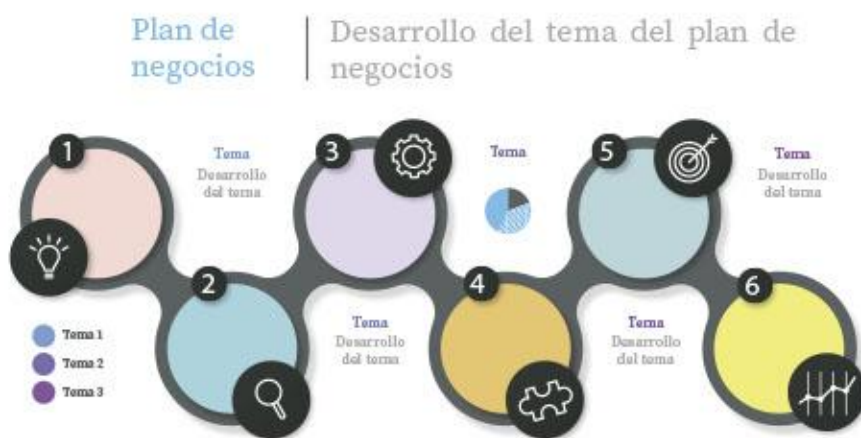 Plan de
negocios
Desarrollo del tema del plan de
negocios
1
Tema
Desarrollo
del tema
3
Tema
5
Tema
Desarrollo
del tema
2
Tema
Desarrollo
del tema
4
Tema
Desarrollo
del tema
6
Tema 1
Tema 2
Tema 3